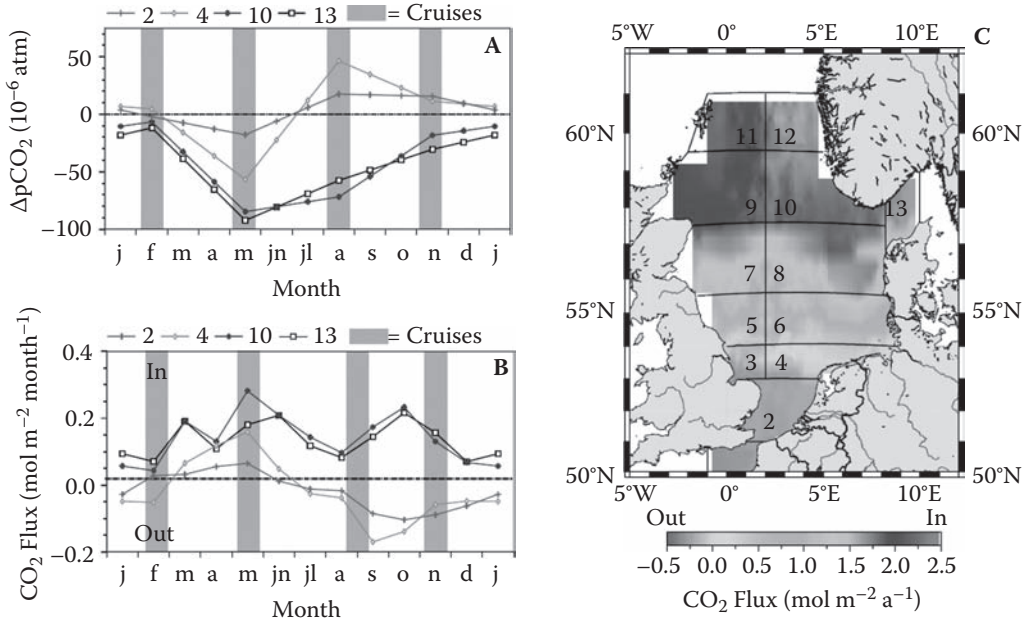 2 4 10 13 = Cruises
A
50
0
−50
−100
ΔpCO₂ (10⁻⁶ atm)
j f m a m jn jl a s o n d j
Month
2 4 10 13 = Cruises
B
0.4
0.2
0.0
−0.2
In
Out
CO₂ Flux (mol m⁻² month⁻¹)
j f m a m jn jl a s o n d j
Month
5°W 0° 5°E 10°E C
60°N 60°N
55°N 55°N
50°N 50°N
11 12
9 10 13
7 8
5 6
3 4
2
5°W 0° 5°E 10°E
Out In
−0.5 0.0 0.5 1.0 1.5 2.0 2.5
CO₂ Flux (mol m⁻² a⁻¹)